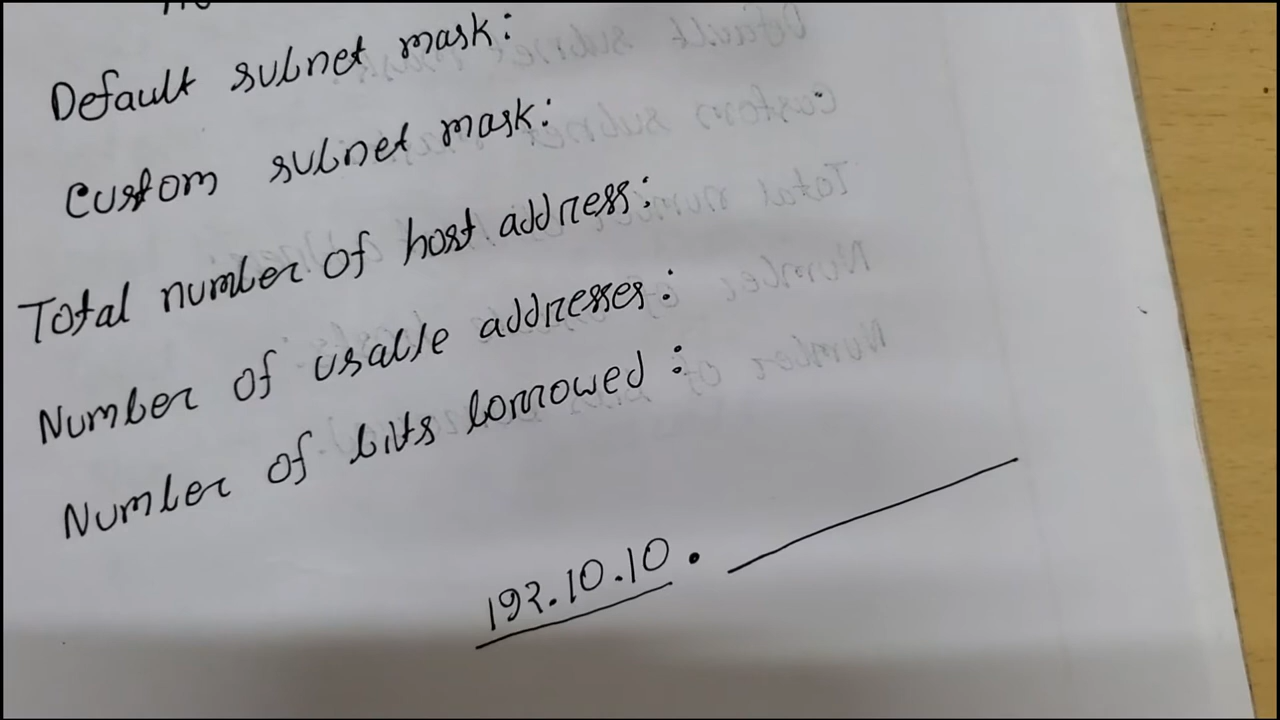 Default subnet mask:
Custom subnet mask:
Total number of host address:
Number of usable addresses:
Number of bits borrowed:
192.10.10.